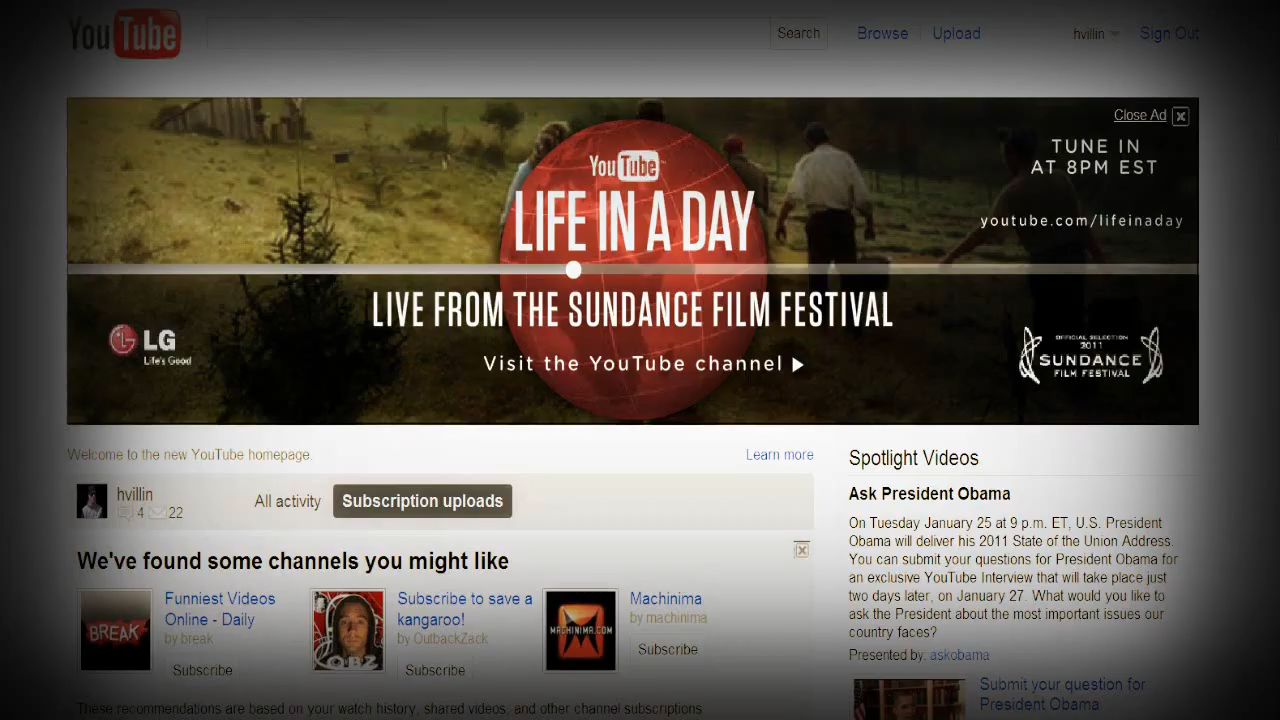 YouTube
Search
Browse
Upload
hvillin
Sign Out
Close Ad
TUNE IN
AT 8PM EST
youtube.com/lifeinaday
YouTube
LIFE IN A DAY
LIVE FROM THE SUNDANCE FILM FESTIVAL
Visit the YouTube channel
LG
Life's Good
OFFICIAL SELECTION
2011
SUNDANCE
FILM FESTIVAL
Welcome to the new YouTube homepage.
Learn more
hvillin
4 22
All activity
Subscription uploads
We've found some channels you might like
BREAK
Funniest Videos
Online - Daily
by break
Subscribe
OBZ
Subscribe to save a
kangaroo!
by OutbackZack
Subscribe
MACHINIMA.COM
Machinima
by machinima
Subscribe
These recommendations are based on your watch history, shared videos, and other channel subscriptions
Spotlight Videos
Ask President Obama
On Tuesday January 25 at 9 p.m. ET, U.S. President
Obama will deliver his 2011 State of the Union Address.
You can submit your questions for President Obama for
an exclusive YouTube Interview that will take place just
two days later, on January 27. What would you like to
ask the President about the most important issues our
country faces?
Presented by: askobama
Submit your question for
President Obama